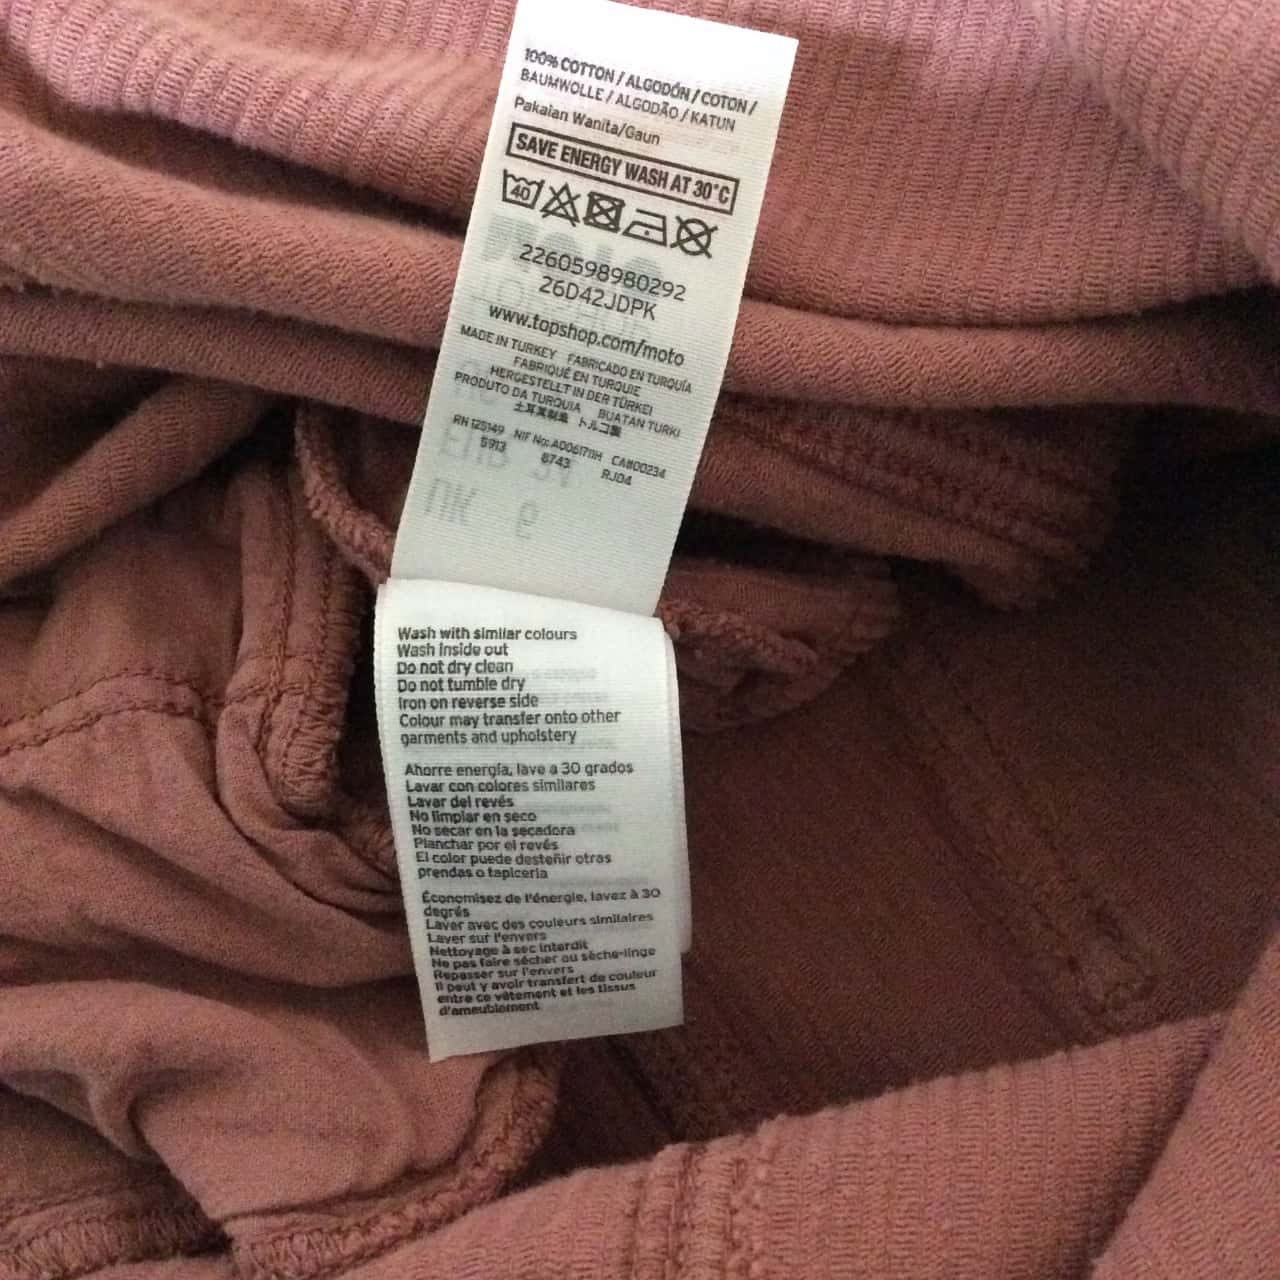 100% COTTON / ALGODÓN / COTON /
BAUMWOLLE / ALGODÃO / KATUN
Pakaian Wanita/Gaun
SAVE ENERGY WASH AT 30°C
40
2260598980292
26D42JDPK
www.topshop.com/moto
MADE IN TURKEY FABRICADO EN TURQUÍA
FABRIQUÉ EN TURQUIE
HERGESTELLT IN DER TÜRKEI
PRODUTO DA TURQUIA BUATAN TURKI
土耳其制造 トルコ製
RN 125149 NIF No: A0061711H CA#00234
5913 8743 RJ04
UK 6
Wash with similar colours
Wash inside out
Do not dry clean
Do not tumble dry
Iron on reverse side
Colour may transfer onto other
garments and upholstery
Ahorre energía, lave a 30 grados
Lavar con colores similares
Lavar del revés
No limpiar en seco
No secar en la secadora
Planchar por el revés
El color puede desteñir otras
prendas o tapicería
Économisez de l'énergie, lavez à 30
degrés
Laver avec des couleurs similaires
Laver sur l'envers
Nettoyage à sec interdit
Ne pas faire sécher au sèche-linge
Repasser sur l'envers
Il peut y avoir transfert de couleur
entre ce vêtement et les tissus
d'ameublement